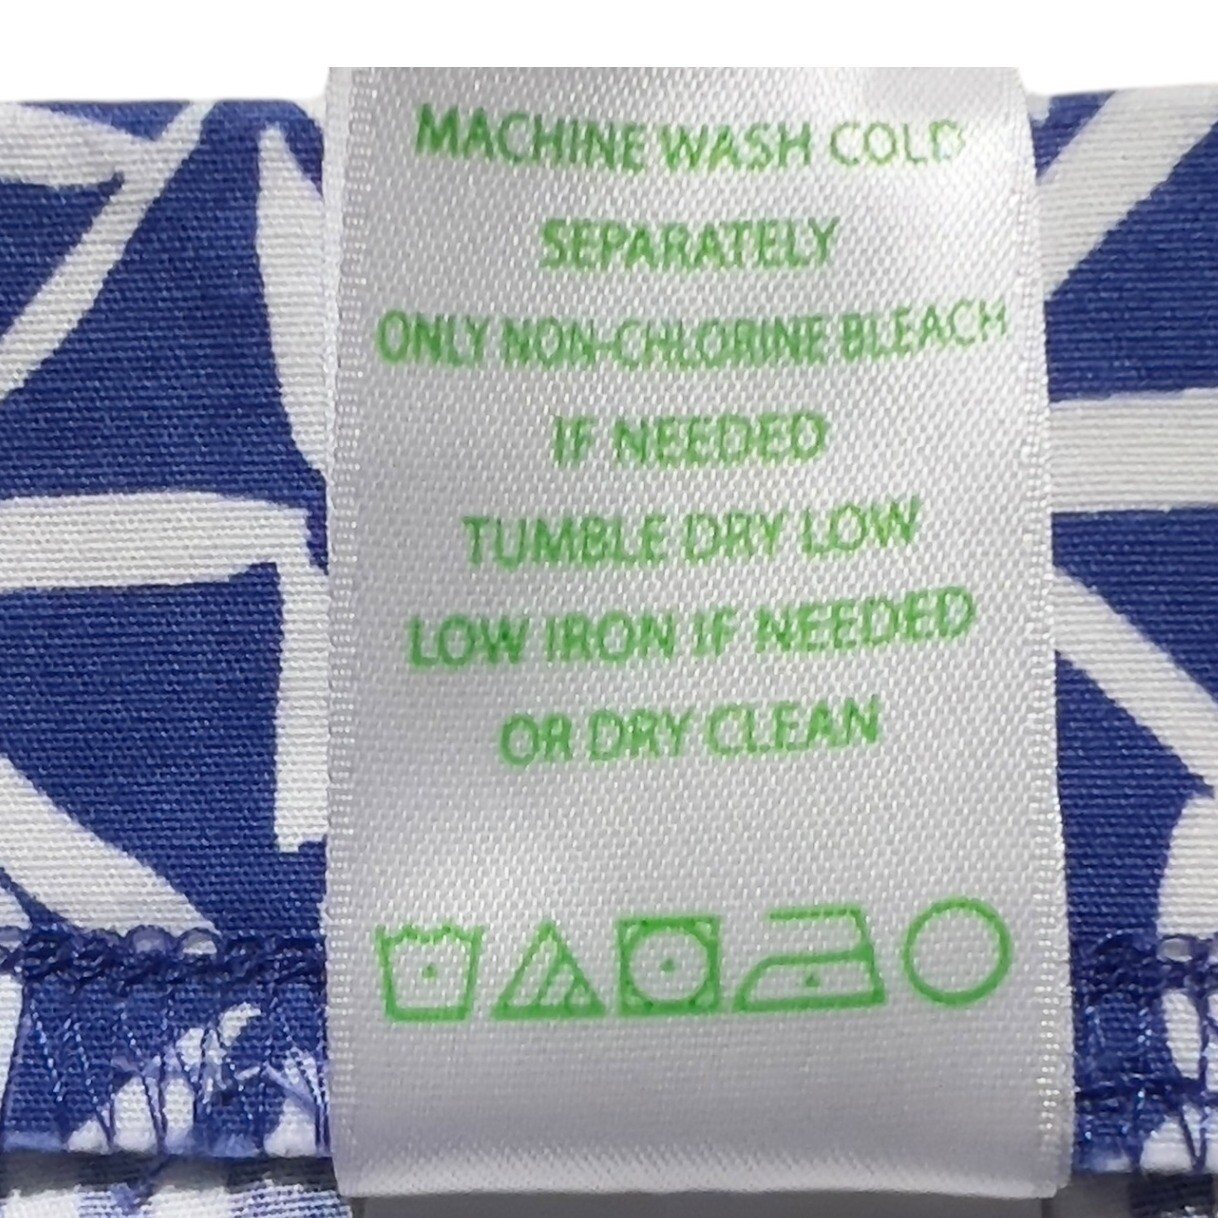 MACHINE WASH COLD
SEPARATELY
ONLY NON-CHLORINE BLEACH
IF NEEDED
TUMBLE DRY LOW
LOW IRON IF NEEDED
OR DRY CLEAN